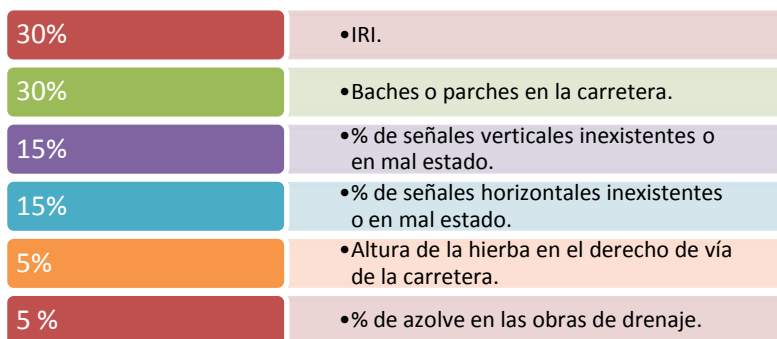 30%
•IRI.
30%
•Baches o parches en la carretera.
15%
•% de señales verticales inexistentes o
en mal estado.
15%
•% de señales horizontales inexistentes
o en mal estado.
5%
•Altura de la hierba en el derecho de vía
de la carretera.
5 %
•% de azolve en las obras de drenaje.